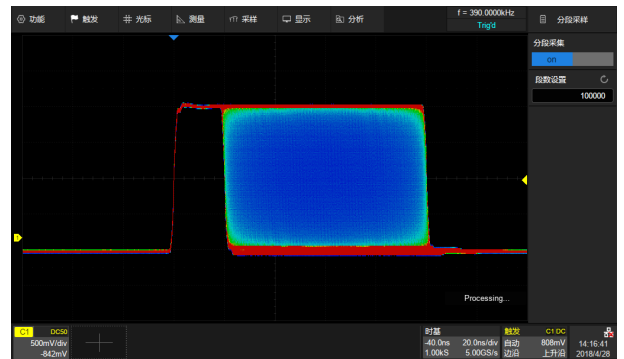 功能 触发 光标 测量 采样 显示 分析 f = 390.0000kHz 分段采样
Trig'd
分段采集
on
段数设置
100000
Processing...
C1 DC50 时基 触发 C1 DC
500mV/div -40.0ns 20.0ns/div 自动 808mV 14:16:41
-842mV 1.00kS 5.00GS/s 边沿 上升沿 2018/4/28